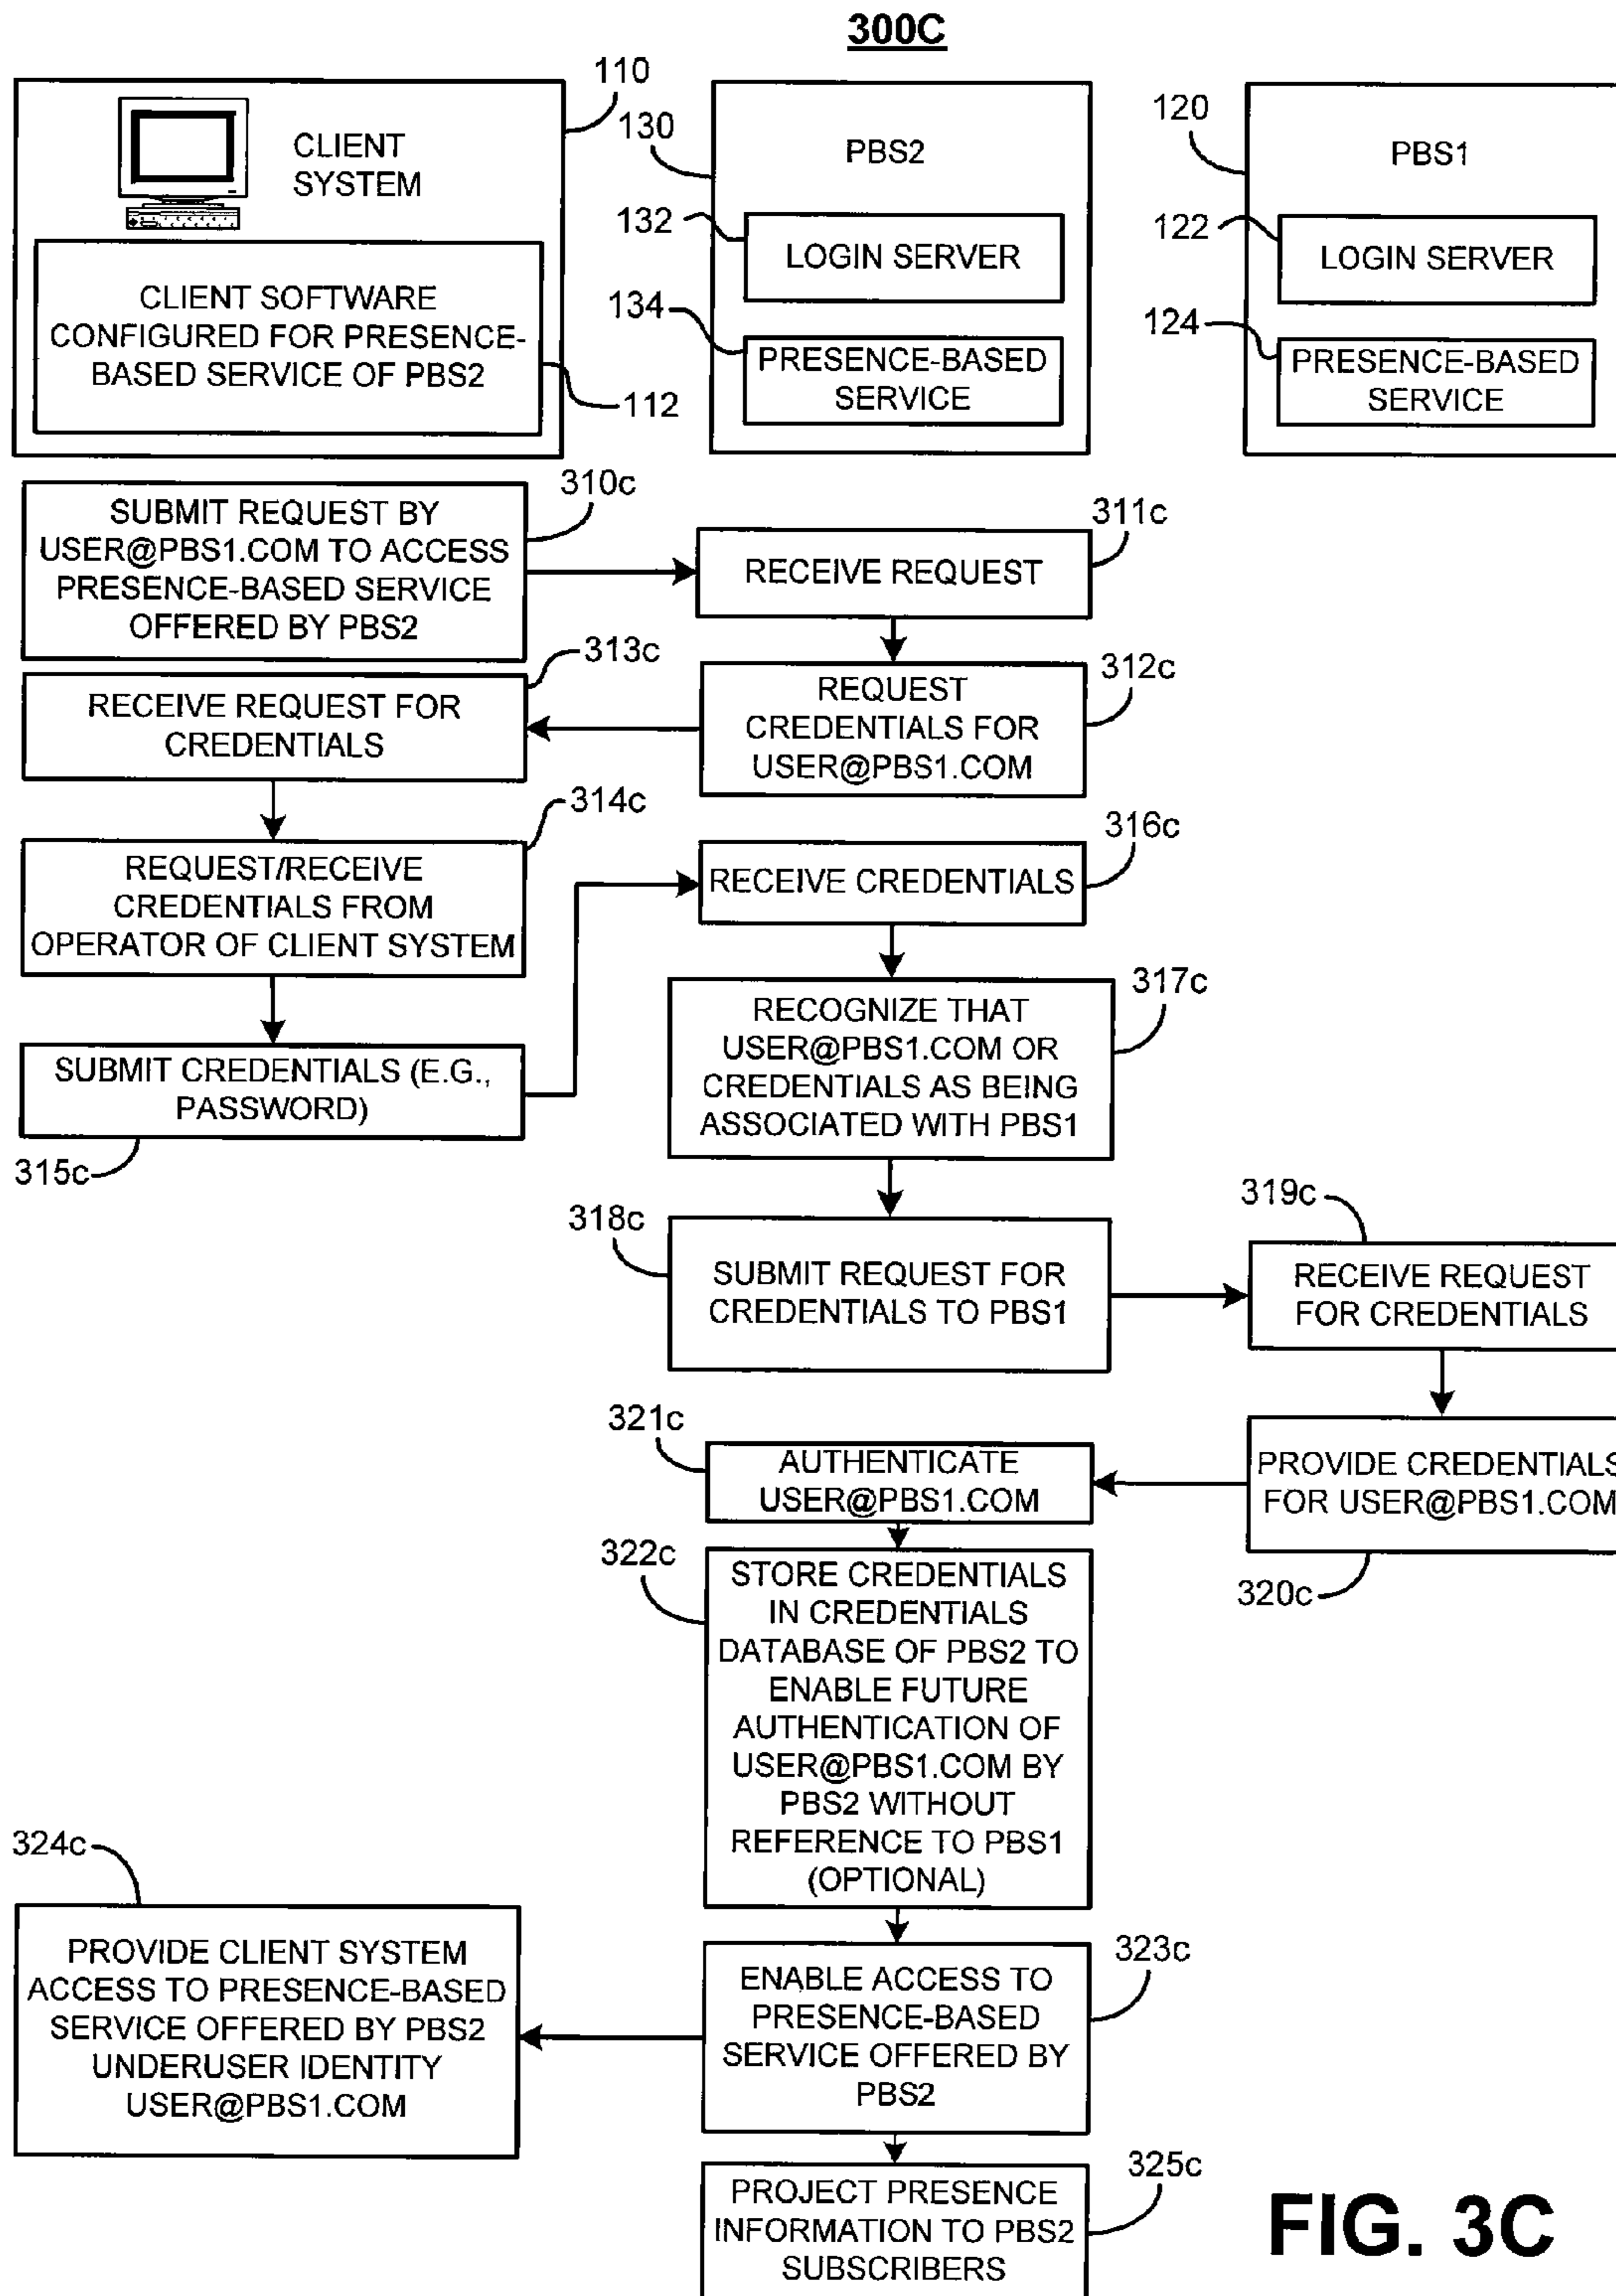 300C
110
CLIENT
SYSTEM
CLIENT SOFTWARE
CONFIGURED FOR PRESENCE-
BASED SERVICE OF PBS2
112
130
PBS2
132
LOGIN SERVER
134
PRESENCE-BASED
SERVICE
120
PBS1
122
LOGIN SERVER
124
PRESENCE-BASED
SERVICE
310c
SUBMIT REQUEST BY
USER@PBS1.COM TO ACCESS
PRESENCE-BASED SERVICE
OFFERED BY PBS2
311c
RECEIVE REQUEST
312c
REQUEST
CREDENTIALS FOR
USER@PBS1.COM
313c
RECEIVE REQUEST FOR
CREDENTIALS
314c
REQUEST/RECEIVE
CREDENTIALS FROM
OPERATOR OF CLIENT SYSTEM
SUBMIT CREDENTIALS (E.G.,
PASSWORD)
315c
316c
RECEIVE CREDENTIALS
317c
RECOGNIZE THAT
USER@PBS1.COM OR
CREDENTIALS AS BEING
ASSOCIATED WITH PBS1
318c
SUBMIT REQUEST FOR
CREDENTIALS TO PBS1
319c
RECEIVE REQUEST
FOR CREDENTIALS
PROVIDE CREDENTIALS
FOR USER@PBS1.COM
320c
321c
AUTHENTICATE
USER@PBS1.COM
322c
STORE CREDENTIALS
IN CREDENTIALS
DATABASE OF PBS2 TO
ENABLE FUTURE
AUTHENTICATION OF
USER@PBS1.COM BY
PBS2 WITHOUT
REFERENCE TO PBS1
(OPTIONAL)
323c
ENABLE ACCESS TO
PRESENCE-BASED
SERVICE OFFERED BY
PBS2
324c
PROVIDE CLIENT SYSTEM
ACCESS TO PRESENCE-BASED
SERVICE OFFERED BY PBS2
UNDERUSER IDENTITY
USER@PBS1.COM
325c
PROJECT PRESENCE
INFORMATION TO PBS2
SUBSCRIBERS
FIG. 3C